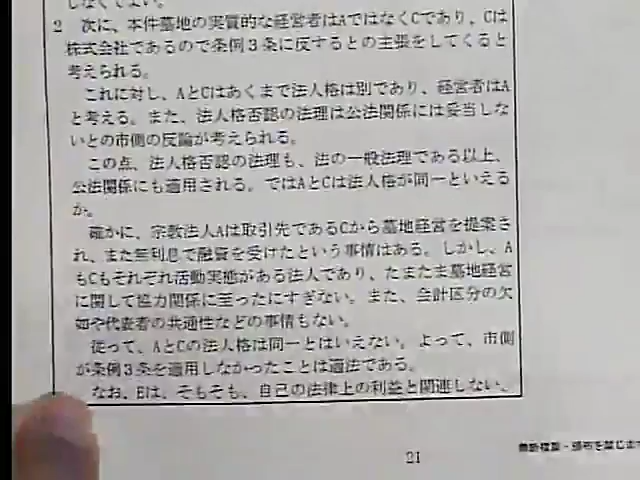 しなくてよい。
2 次に、本件墓地の実質的な経営者はAではなくCであり、Cは
株式会社であるので条例3条に反するとの主張をしてくると
考えられる。
これに対し、AとCはあくまで法人格は別であり、経営者はA
と考える。また、法人格否認の法理は公法関係には妥当しな
いとの市側の反論が考えられる。
この点、法人格否認の法理も、法の一般法理である以上、
公法関係にも適用される。ではAとCは法人格が同一といえる
か。
確かに、宗教法人Aは取引先であるCから墓地経営を提案さ
れ、また無利息で融資を受けたという事情はある。しかし、A
もCもそれぞれ活動実態がある法人であり、たまたま墓地経営
に関して協力関係に至ったにすぎない。また、会計区分の欠
如や代表者の共通性などの事情もない。
従って、AとCの法人格は同一とはいえない。よって、市側
が条例3条を適用しなかったことは適法である。
なお、Eは、そもそも、自己の法律上の利益と関連しない、
21
無断複製・頒布を禁じます